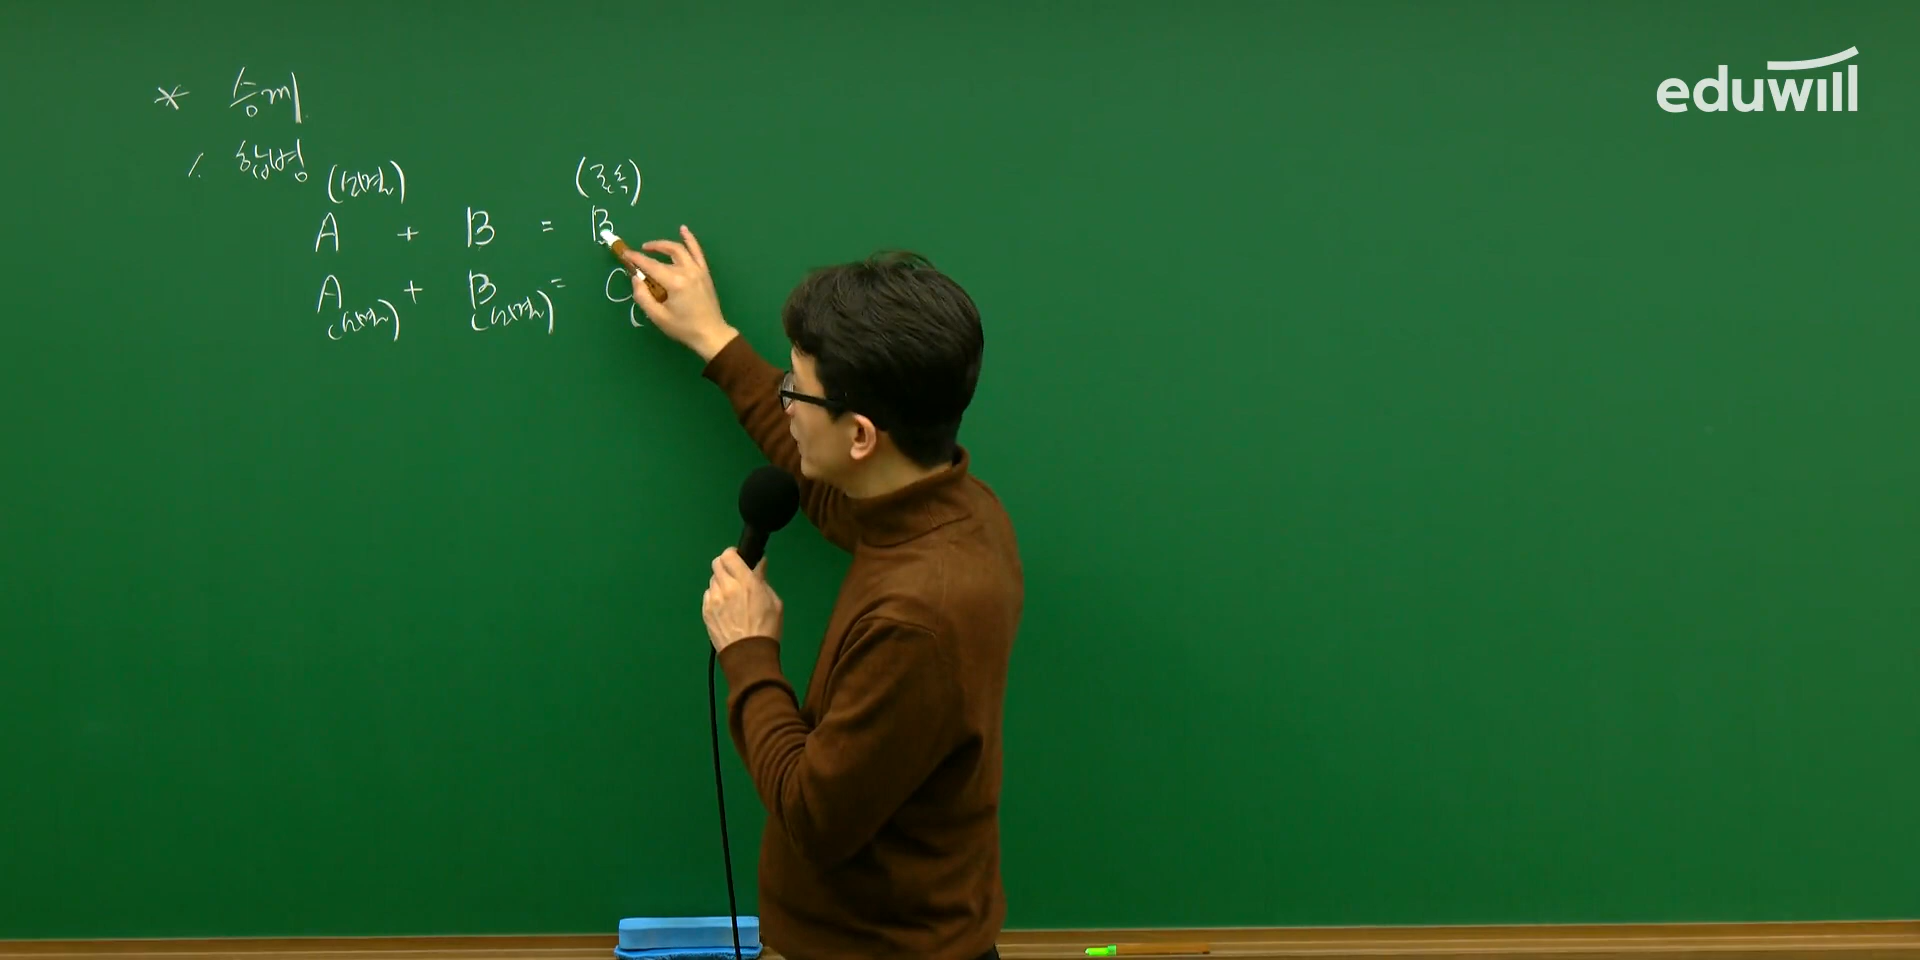 eduwill
* 승계
1. 합병
(소멸) (존속)
A + B = B
A + B = C
(소멸) (소멸) (